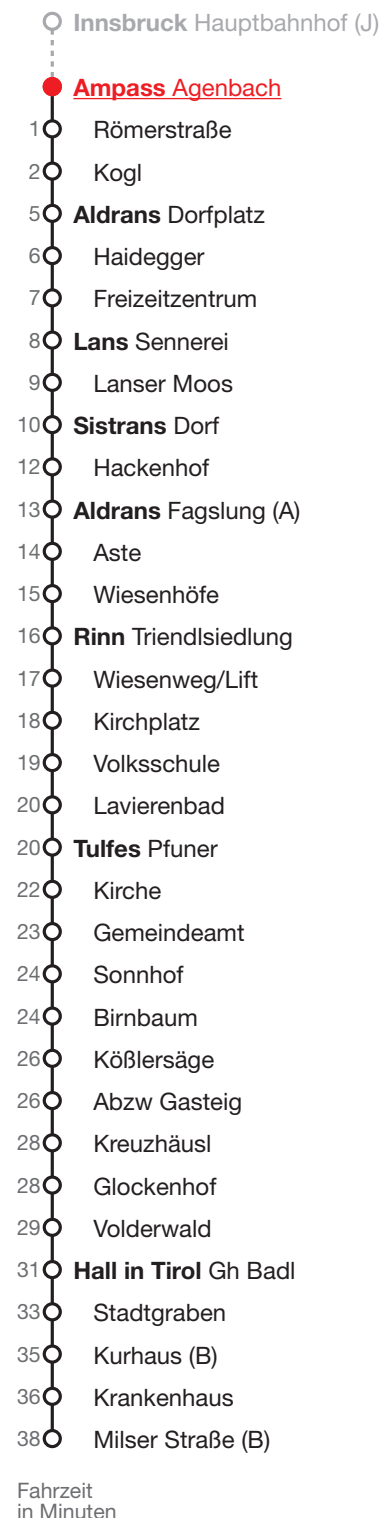 Innsbruck Hauptbahnhof (J)
Ampass Agenbach
1 Römerstraße
2 Kogl
5 Aldrans Dorfplatz
6 Haidegger
7 Freizeitzentrum
8 Lans Sennerei
9 Lanser Moos
10 Sistrans Dorf
12 Hackenhof
13 Aldrans Fagslung (A)
14 Aste
15 Wiesenhöfe
16 Rinn Triendlsiedlung
17 Wiesenweg/Lift
18 Kirchplatz
19 Volksschule
20 Lavierenbad
20 Tulfes Pfuner
22 Kirche
23 Gemeindeamt
24 Sonnhof
24 Birnbaum
26 Kößlersäge
26 Abzw Gasteig
28 Kreuzhäusl
28 Glockenhof
29 Volderwald
31 Hall in Tirol Gh Badl
33 Stadtgraben
35 Kurhaus (B)
36 Krankenhaus
38 Milser Straße (B)
Fahrzeit
in Minuten